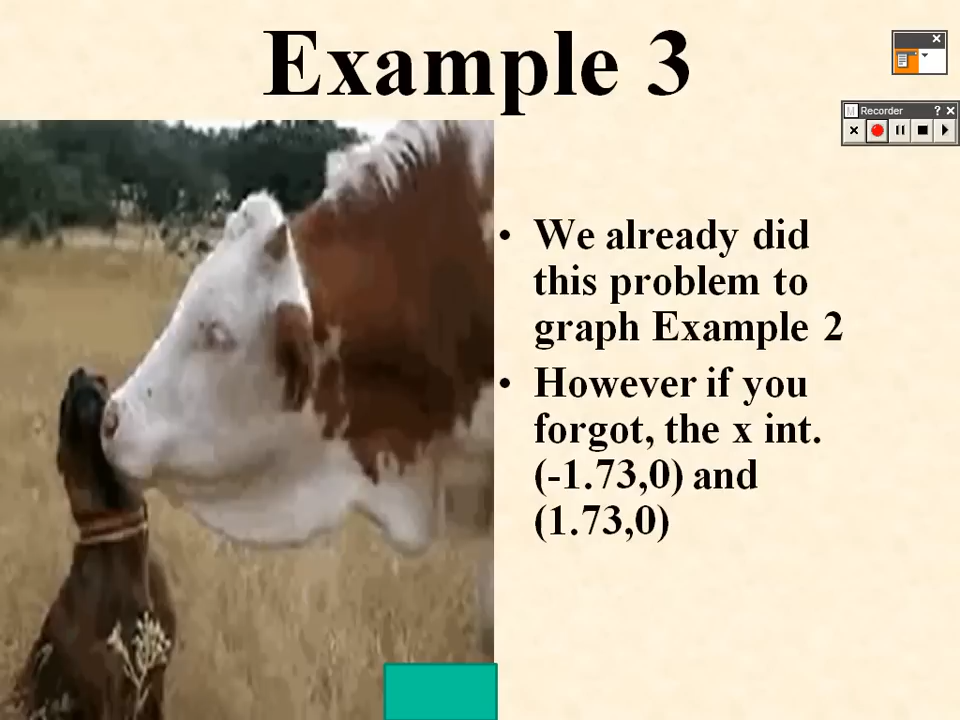 Example 3
Recorder
• We already did
this problem to
graph Example 2
• However if you
forgot, the x int.
(-1.73,0) and
(1.73,0)